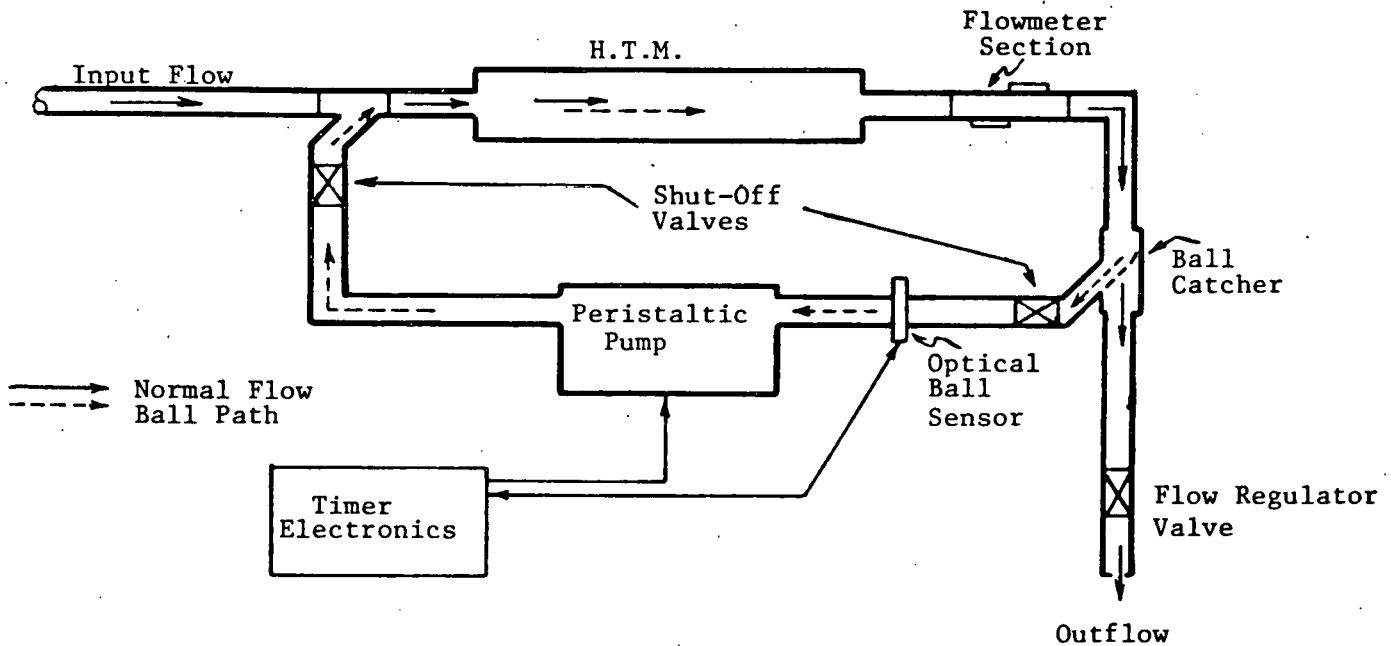 Flowmeter
Section
H.T.M.
Input Flow
Shut-Off
Valves
Ball
Catcher
Peristaltic
Pump
Optical
Ball
Sensor
Normal Flow
Ball Path
Timer
Electronics
Flow Regulator
Valve
Outflow